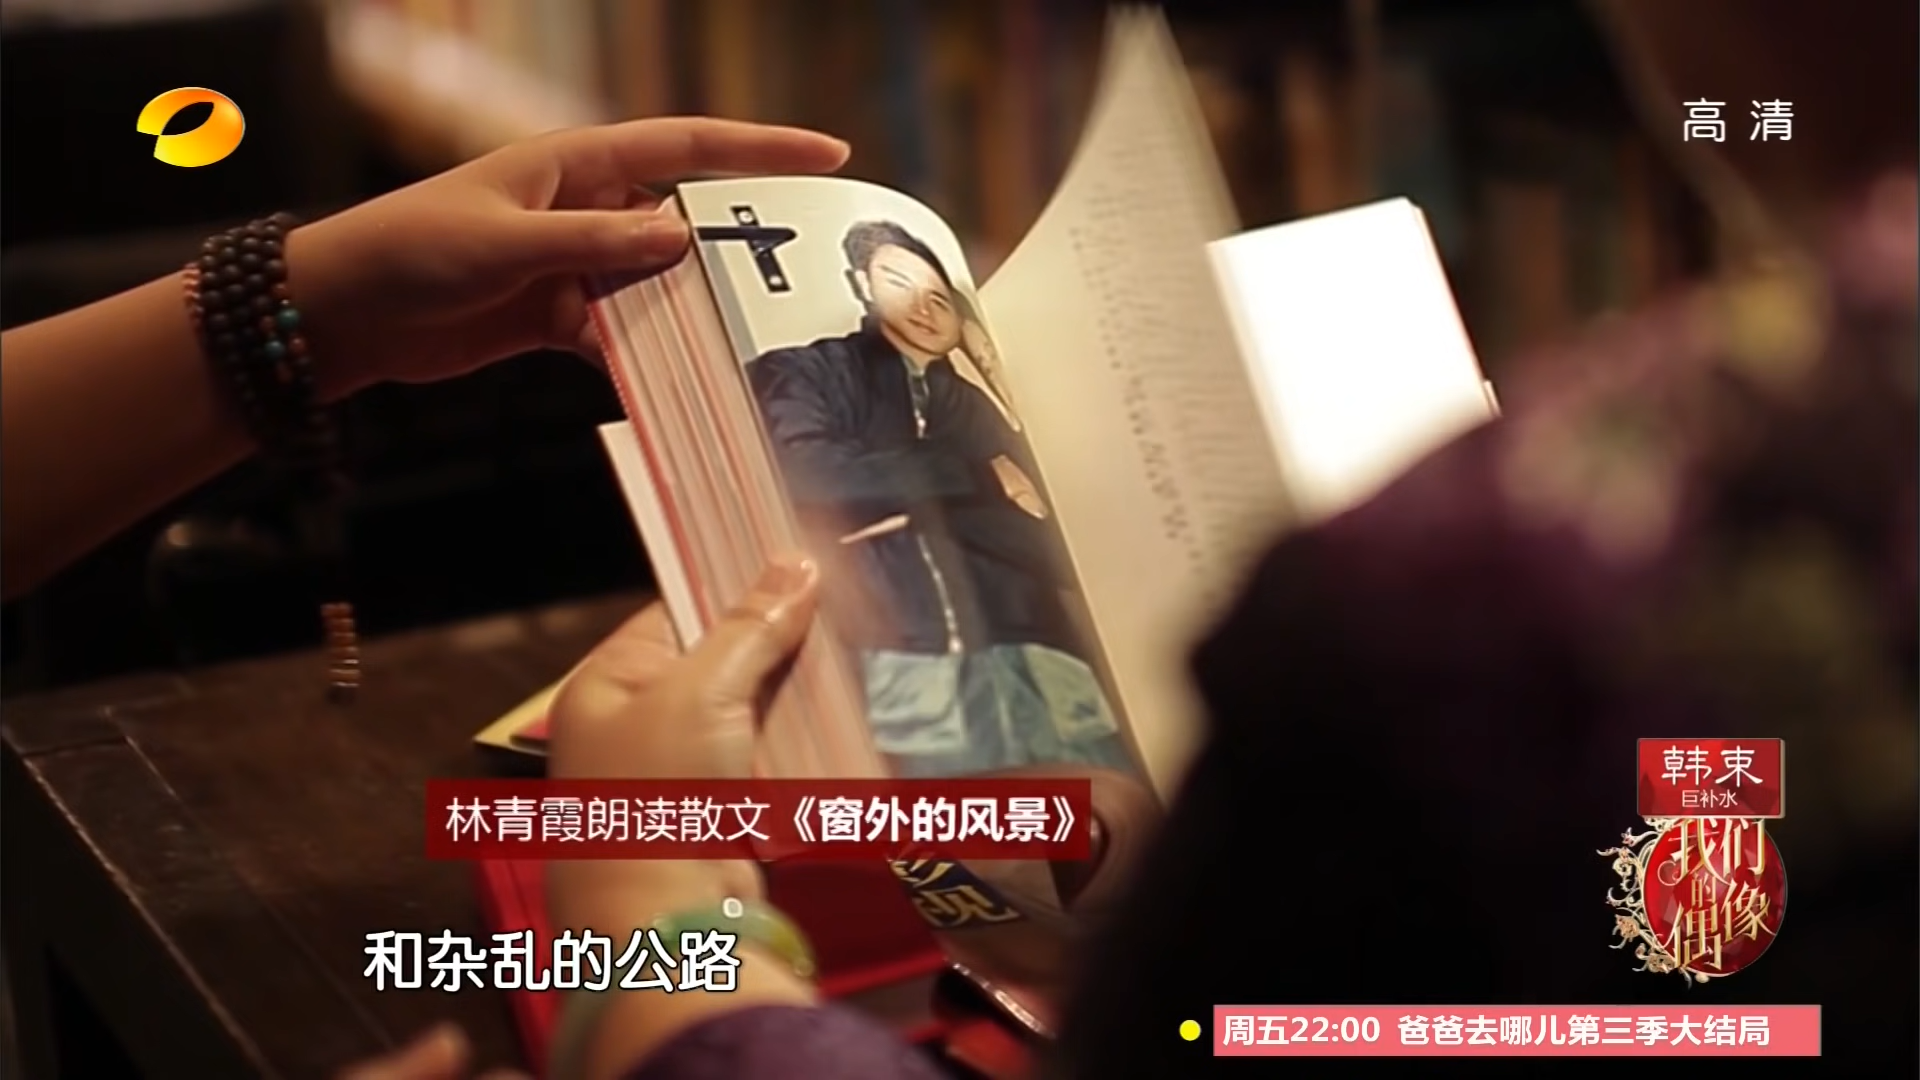 高清
林青霞朗读散文《窗外的风景》
和杂乱的公路
韩束
巨补水
我们的偶像
周五22:00 爸爸去哪儿第三季大结局